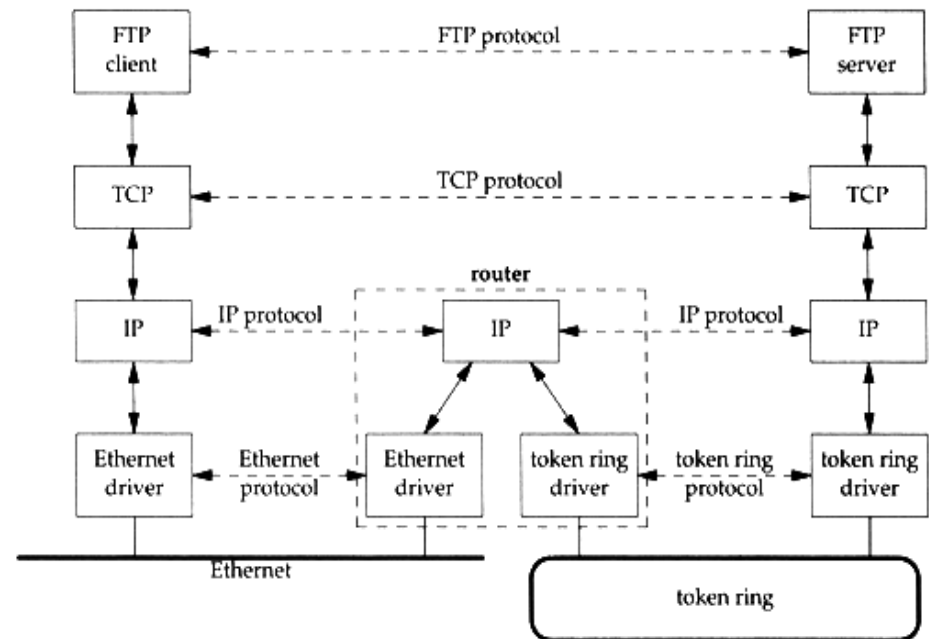 FTP
client
FTP protocol
FTP
server
TCP
TCP protocol
TCP
router
IP
IP protocol
IP
IP protocol
IP
Ethernet
driver
Ethernet
protocol
Ethernet
driver
token ring
driver
token ring
protocol
token ring
driver
Ethernet
token ring